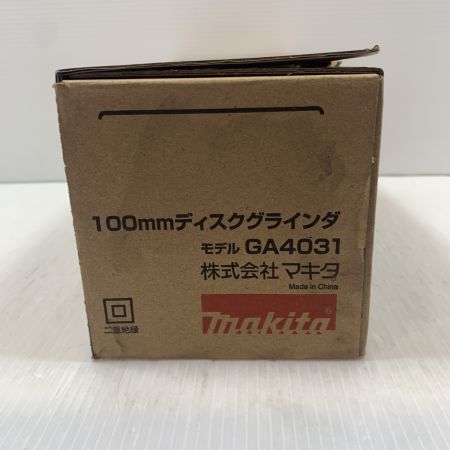 100mmディスクグラインダ
モデル GA4031
株式会社マキタ
Made in China
makita®
二重絶縁